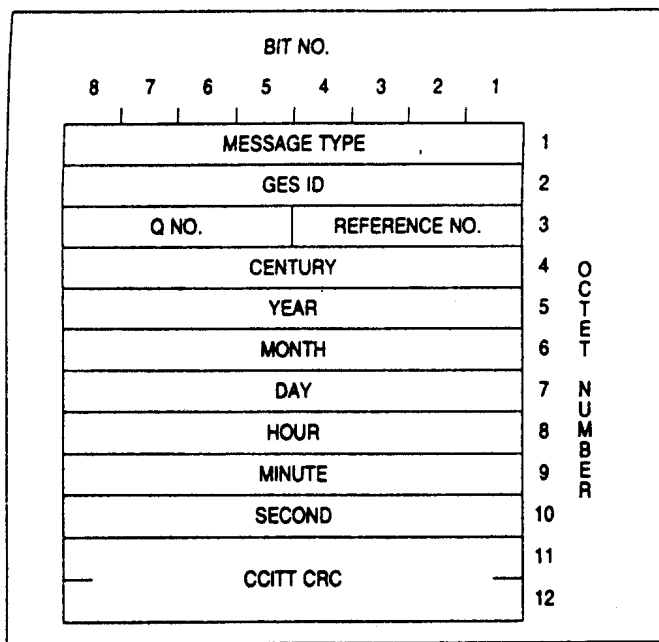 BIT NO.
8 7 6 5 4 3 2 1
MESSAGE TYPE 1
GES ID 2
Q NO. REFERENCE NO. 3
CENTURY 4
YEAR 5
MONTH 6
DAY 7
HOUR 8
MINUTE 9
SECOND 10
11
CCITT CRC
12
OCTET NUMBER